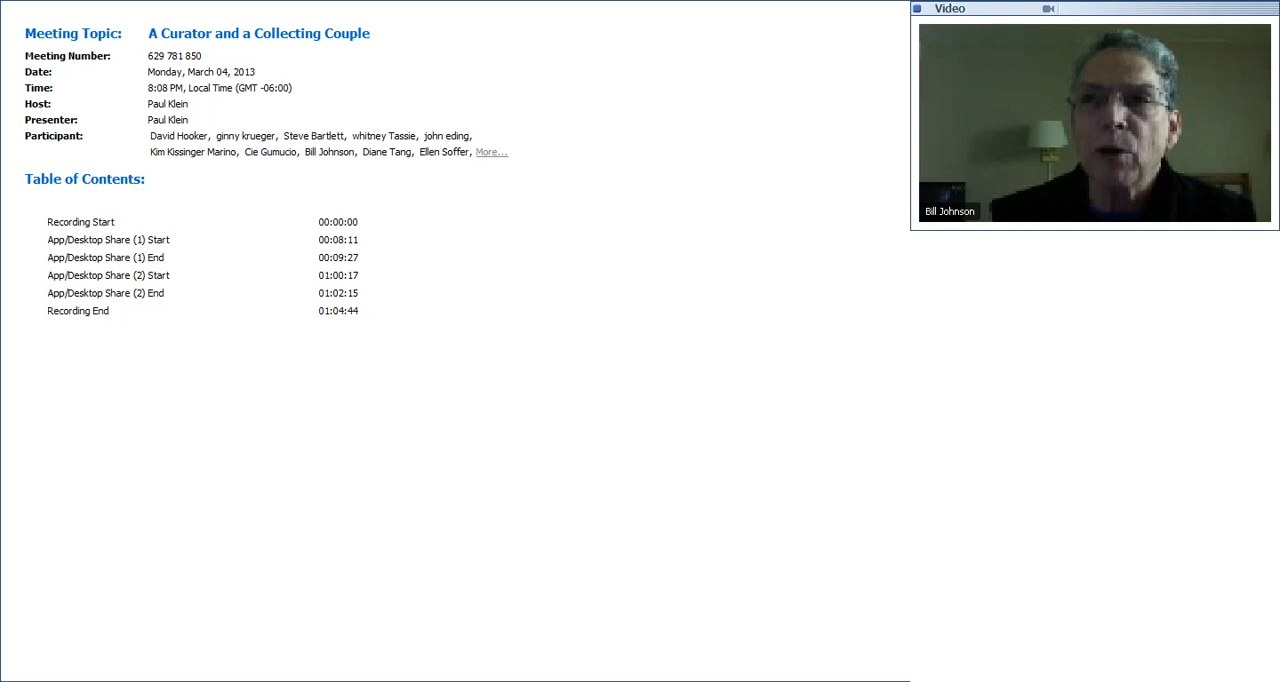 Meeting Topic: A Curator and a Collecting Couple
Meeting Number: 629 781 850
Date: Monday, March 04, 2013
Time: 8:08 PM, Local Time (GMT -06:00)
Host: Paul Klein
Presenter: Paul Klein
Participant: David Hooker, ginny krueger, Steve Bartlett, whitney Tassie, john eding,
Kim Kissinger Marino, Cie Gumucio, Bill Johnson, Diane Tang, Ellen Soffer, More...
Table of Contents:
Recording Start 00:00:00
App/Desktop Share (1) Start 00:08:11
App/Desktop Share (1) End 00:09:27
App/Desktop Share (2) Start 01:00:17
App/Desktop Share (2) End 01:02:15
Recording End 01:04:44
Video
Bill Johnson